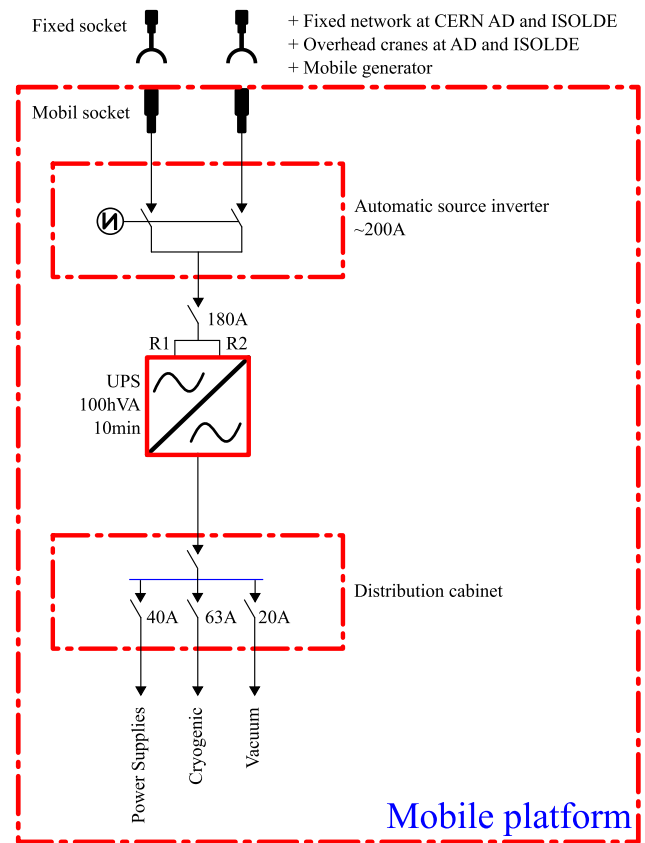 Fixed socket
+ Fixed network at CERN AD and ISOLDE
+ Overhead cranes at AD and ISOLDE
+ Mobile generator
Mobil socket
Automatic source inverter
~200A
180A
R1
R2
UPS
100hVA
10min
Distribution cabinet
40A
63A
20A
Power Supplies
Cryogenic
Vacuum
Mobile platform